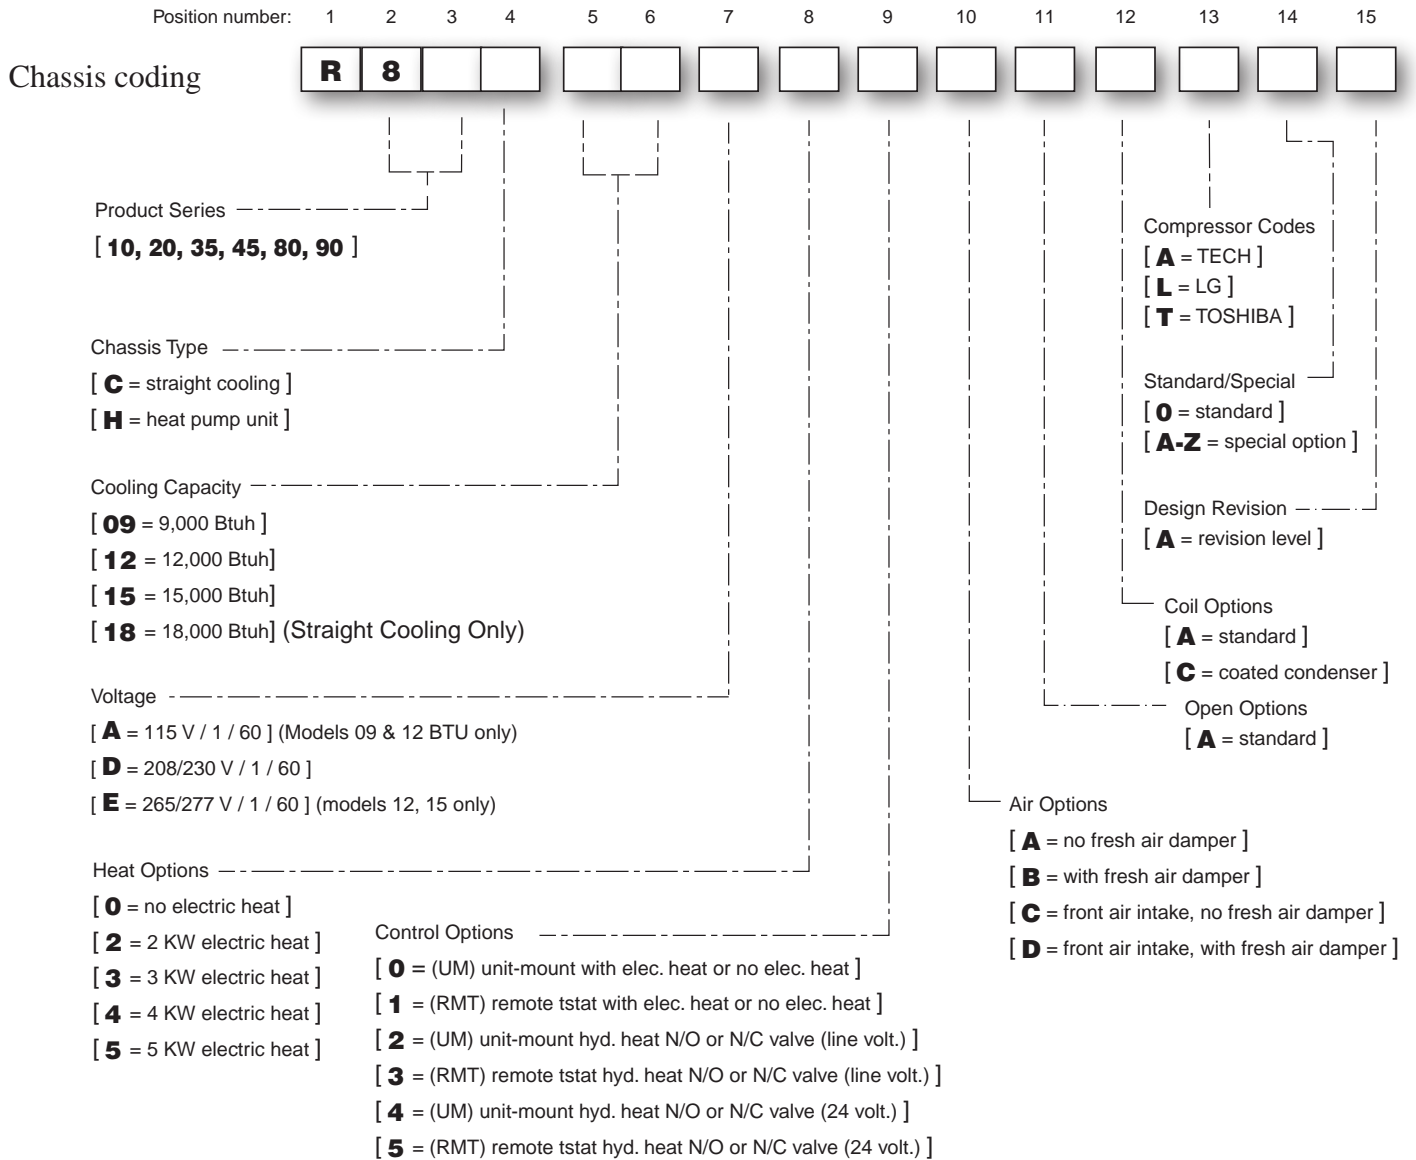 Position number: 1 2 3 4 5 6 7 8 9 10 11 12 13 14 15
Chassis coding R 8
Product Series
[ 10, 20, 35, 45, 80, 90 ]
Chassis Type
[ C = straight cooling ]
[ H = heat pump unit ]
Cooling Capacity
[ 09 = 9,000 Btuh ]
[ 12 = 12,000 Btuh]
[ 15 = 15,000 Btuh]
[ 18 = 18,000 Btuh] (Straight Cooling Only)
Voltage
[ A = 115 V / 1 / 60 ] (Models 09 & 12 BTU only)
[ D = 208/230 V / 1 / 60 ]
[ E = 265/277 V / 1 / 60 ] (models 12, 15 only)
Heat Options
[ 0 = no electric heat ]
[ 2 = 2 KW electric heat ]
[ 3 = 3 KW electric heat ]
[ 4 = 4 KW electric heat ]
[ 5 = 5 KW electric heat ]
Control Options
[ 0 = (UM) unit-mount with elec. heat or no elec. heat ]
[ 1 = (RMT) remote tstat with elec. heat or no elec. heat ]
[ 2 = (UM) unit-mount hyd. heat N/O or N/C valve (line volt.) ]
[ 3 = (RMT) remote tstat hyd. heat N/O or N/C valve (line volt.) ]
[ 4 = (UM) unit-mount hyd. heat N/O or N/C valve (24 volt.) ]
[ 5 = (RMT) remote tstat hyd. heat N/O or N/C valve (24 volt.) ]
Compressor Codes
[ A = TECH ]
[ L = LG ]
[ T = TOSHIBA ]
Standard/Special
[ 0 = standard ]
[ A-Z = special option ]
Design Revision
[ A = revision level ]
Coil Options
[ A = standard ]
[ C = coated condenser ]
Open Options
[ A = standard ]
Air Options
[ A = no fresh air damper ]
[ B = with fresh air damper ]
[ C = front air intake, no fresh air damper ]
[ D = front air intake, with fresh air damper ]